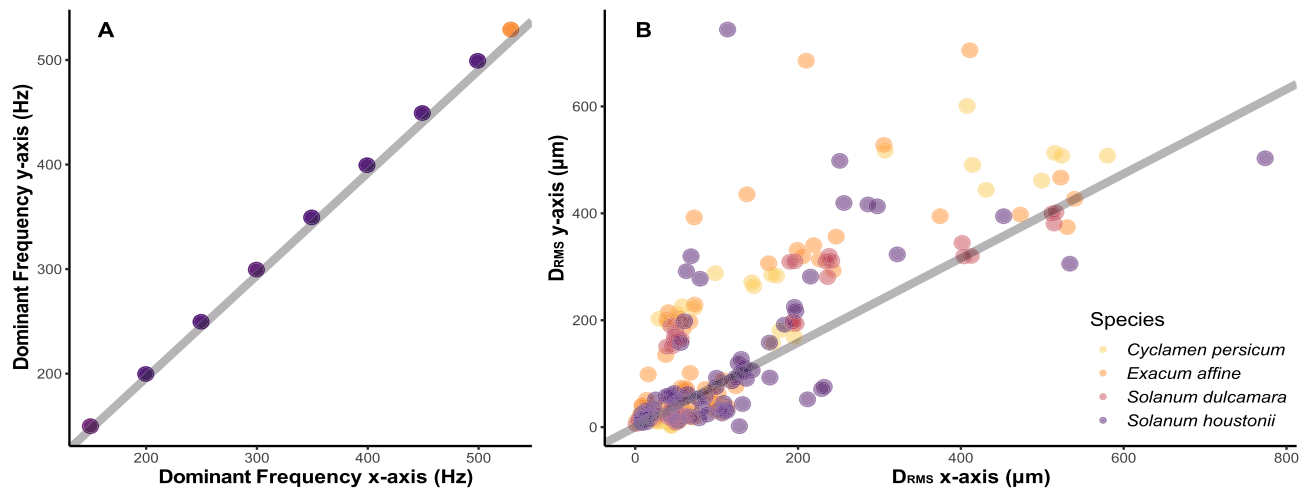 A
Dominant Frequency y-axis (Hz)
500
400
300
200
200
300
400
500
Dominant Frequency x-axis (Hz)
B
DRMS y-axis (µm)
600
400
200
0
0
200
400
600
800
DRMS x-axis (µm)
Species
Cyclamen persicum
Exacum affine
Solanum dulcamara
Solanum houstonii